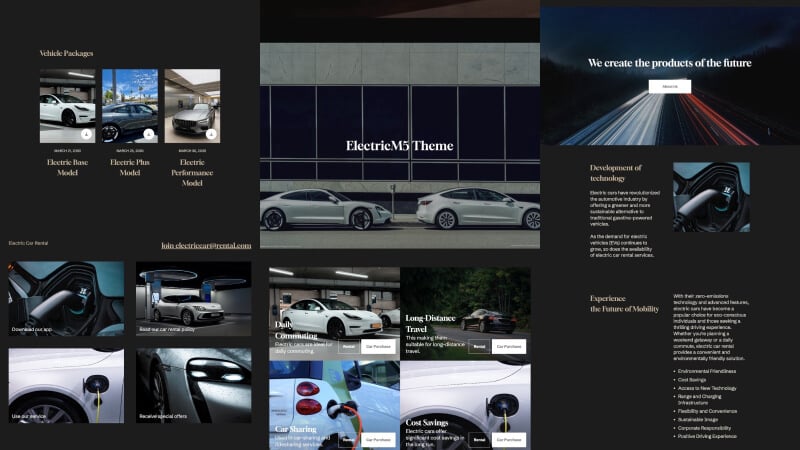 Vehicle Packages
MARCH 21, 2030
Electric Base
Model
MARCH 25, 2030
Electric Plus
Model
MARCH 30, 2030
Electric
Performance
Model
Electric Car Rental
Join electriccar@rental.com
Download our app
Read our car rental policy
Use our service
Receive special offers
ElectricM5 Theme
Daily
Commuting
Electric cars are ideal for
daily commuting.
Rental
Car Purchase
Long-Distance
Travel
This making them
suitable for long-distance
travel.
Rental
Car Purchase
Car Sharing
Used in car-sharing and
ridesharing services.
Rental
Car Purchase
Cost Savings
Electric cars offer
significant cost savings in
the long run.
Rental
Car Purchase
We create the products of the future
About Us
Development of
technology
Electric cars have revolutionized
the automotive industry by
offering a greener and more
sustainable alternative to
traditional gasoline-powered
vehicles.
As the demand for electric
vehicles (EVs) continues to
grow, so does the availability
of electric car rental services.
Experience
the Future of Mobility
With their zero-emissions
technology and advanced features,
electric cars have become a
popular choice for eco-conscious
individuals and those seeking a
thrilling driving experience.
Whether you're planning a
weekend getaway or a daily
commute, electric car rental
provides a convenient and
environmentally friendly solution.
• Environmental Friendliness
• Cost Savings
• Access to New Technology
• Range and Charging
Infrastructure
• Flexibility and Convenience
• Sustainable Image
• Corporate Responsibility
• Positive Driving Experience